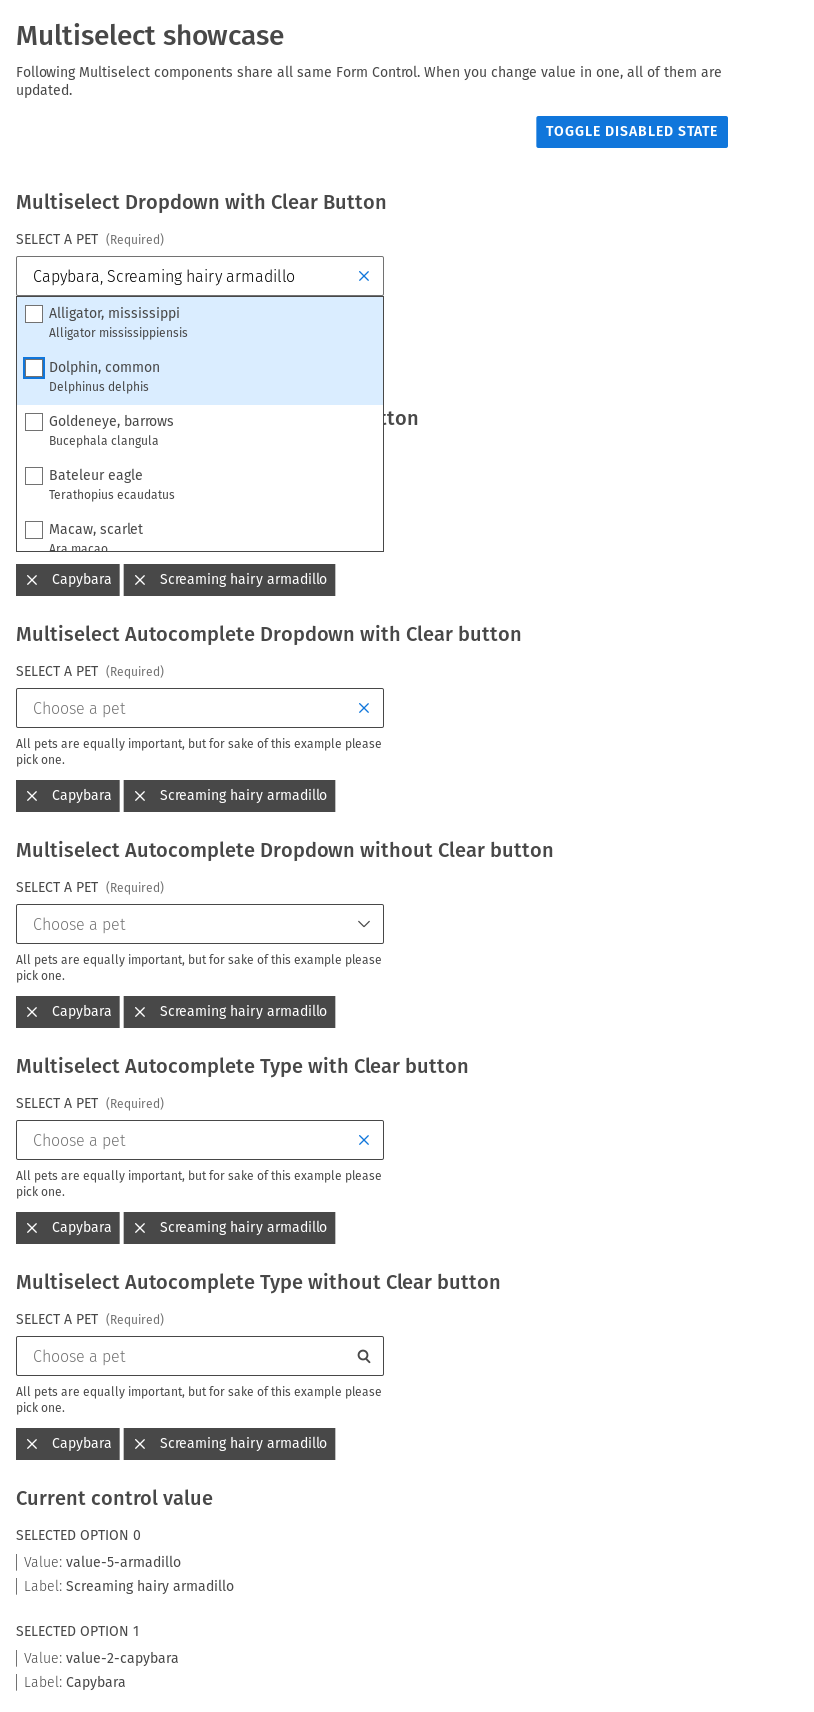 Multiselect showcase
Following Multiselect components share all same Form Control. When you change value in one, all of them are
updated.
TOGGLE DISABLED STATE
Multiselect Dropdown with Clear Button
SELECT A PET (Required)
Capybara, Screaming hairy armadillo
Alligator, mississippi
Alligator mississippiensis
Dolphin, common
Delphinus delphis
Goldeneye, barrows
Bucephala clangula
Bateleur eagle
Terathopius ecaudatus
Macaw, scarlet
Ara macao
Capybara Screaming hairy armadillo
Multiselect Autocomplete Dropdown with Clear button
SELECT A PET (Required)
Choose a pet
All pets are equally important, but for sake of this example please
pick one.
Capybara Screaming hairy armadillo
Multiselect Autocomplete Dropdown without Clear button
SELECT A PET (Required)
Choose a pet
All pets are equally important, but for sake of this example please
pick one.
Capybara Screaming hairy armadillo
Multiselect Autocomplete Type with Clear button
SELECT A PET (Required)
Choose a pet
All pets are equally important, but for sake of this example please
pick one.
Capybara Screaming hairy armadillo
Multiselect Autocomplete Type without Clear button
SELECT A PET (Required)
Choose a pet
All pets are equally important, but for sake of this example please
pick one.
Capybara Screaming hairy armadillo
Current control value
SELECTED OPTION 0
Value: value-5-armadillo
Label: Screaming hairy armadillo
SELECTED OPTION 1
Value: value-2-capybara
Label: Capybara